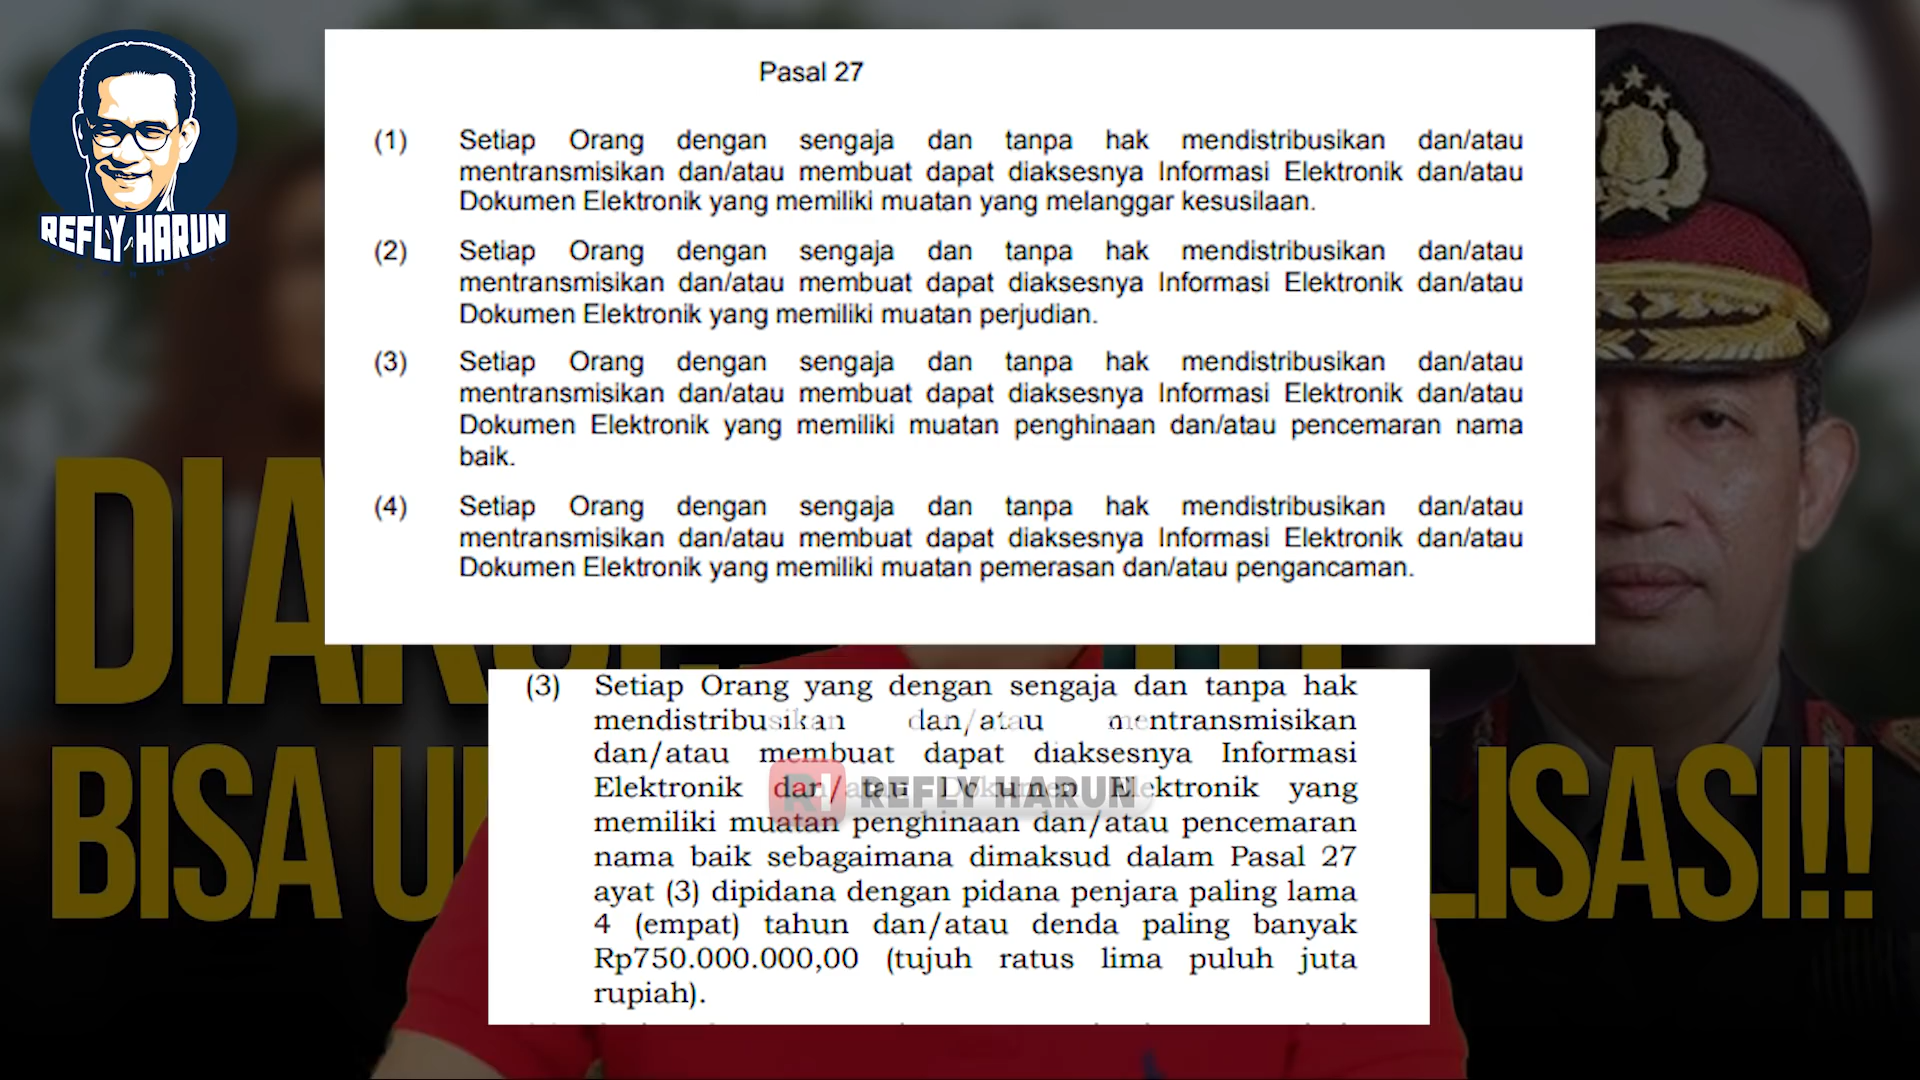 REFLY HARUN
Pasal 27
(1) Setiap Orang dengan sengaja dan tanpa hak mendistribusikan dan/atau
mentransmisikan dan/atau membuat dapat diaksesnya Informasi Elektronik dan/atau
Dokumen Elektronik yang memiliki muatan yang melanggar kesusilaan.
(2) Setiap Orang dengan sengaja dan tanpa hak mendistribusikan dan/atau
mentransmisikan dan/atau membuat dapat diaksesnya Informasi Elektronik dan/atau
Dokumen Elektronik yang memiliki muatan perjudian.
(3) Setiap Orang dengan sengaja dan tanpa hak mendistribusikan dan/atau
mentransmisikan dan/atau membuat dapat diaksesnya Informasi Elektronik dan/atau
Dokumen Elektronik yang memiliki muatan penghinaan dan/atau pencemaran nama
baik.
(4) Setiap Orang dengan sengaja dan tanpa hak mendistribusikan dan/atau
mentransmisikan dan/atau membuat dapat diaksesnya Informasi Elektronik dan/atau
Dokumen Elektronik yang memiliki muatan pemerasan dan/atau pengancaman.
(3) Setiap Orang yang dengan sengaja dan tanpa hak
mendistribusikan dan/atau mentransmisikan
dan/atau membuat dapat diaksesnya Informasi
Elektronik dan/atau Dokumen Elektronik yang
RH REFLY HARUN
memiliki muatan penghinaan dan/atau pencemaran
nama baik sebagaimana dimaksud dalam Pasal 27
ayat (3) dipidana dengan pidana penjara paling lama
4 (empat) tahun dan/atau denda paling banyak
Rp750.000.000,00 (tujuh ratus lima puluh juta
rupiah).
BISA